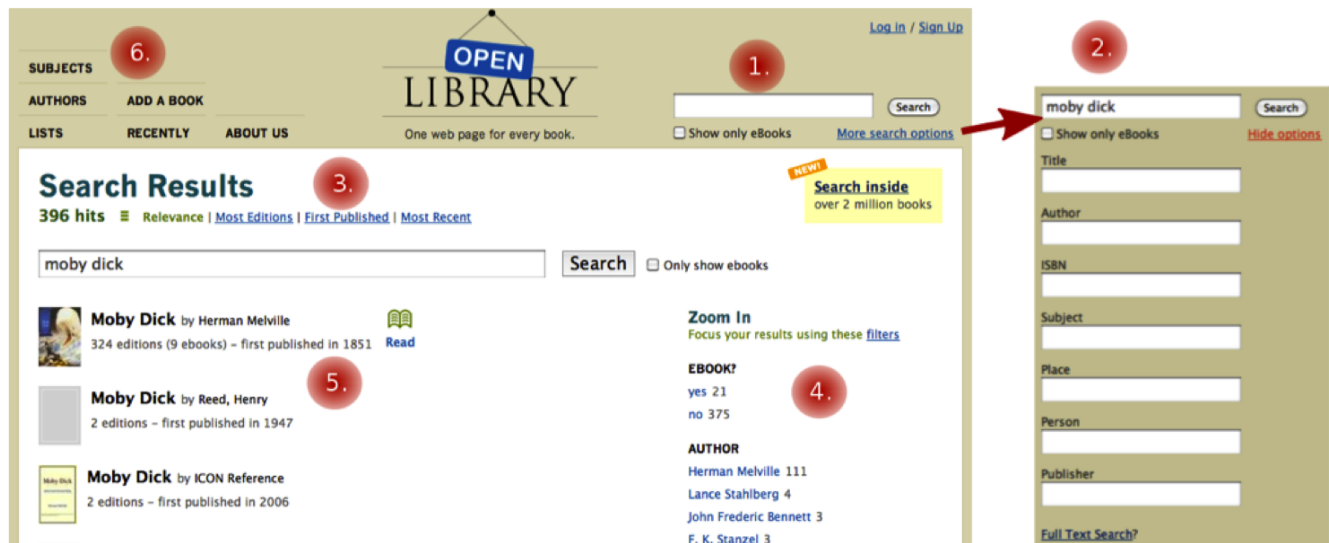 6.
SUBJECTS
AUTHORS ADD A BOOK
LISTS RECENTLY ABOUT US
OPEN
LIBRARY
One web page for every book.
Log in / Sign Up
1.
Search
Show only eBooks More search options
Search Results
3.
396 hits Relevance | Most Editions | First Published | Most Recent
NEW!
Search inside
over 2 million books
moby dick Search Only show ebooks
Moby Dick by Herman Melville
324 editions (9 ebooks) – first published in 1851 Read
5.
Moby Dick by Reed, Henry
2 editions – first published in 1947
Moby Dick
Moby Dick by ICON Reference
2 editions – first published in 2006
Zoom In
Focus your results using these filters
EBOOK?
yes 21
no 375
4.
AUTHOR
Herman Melville 111
Lance Stahlberg 4
John Frederic Bennett 3
F. K. Stanzel 3
2.
moby dick Search
Show only eBooks Hide options
Title
Author
ISBN
Subject
Place
Person
Publisher
Full Text Search?